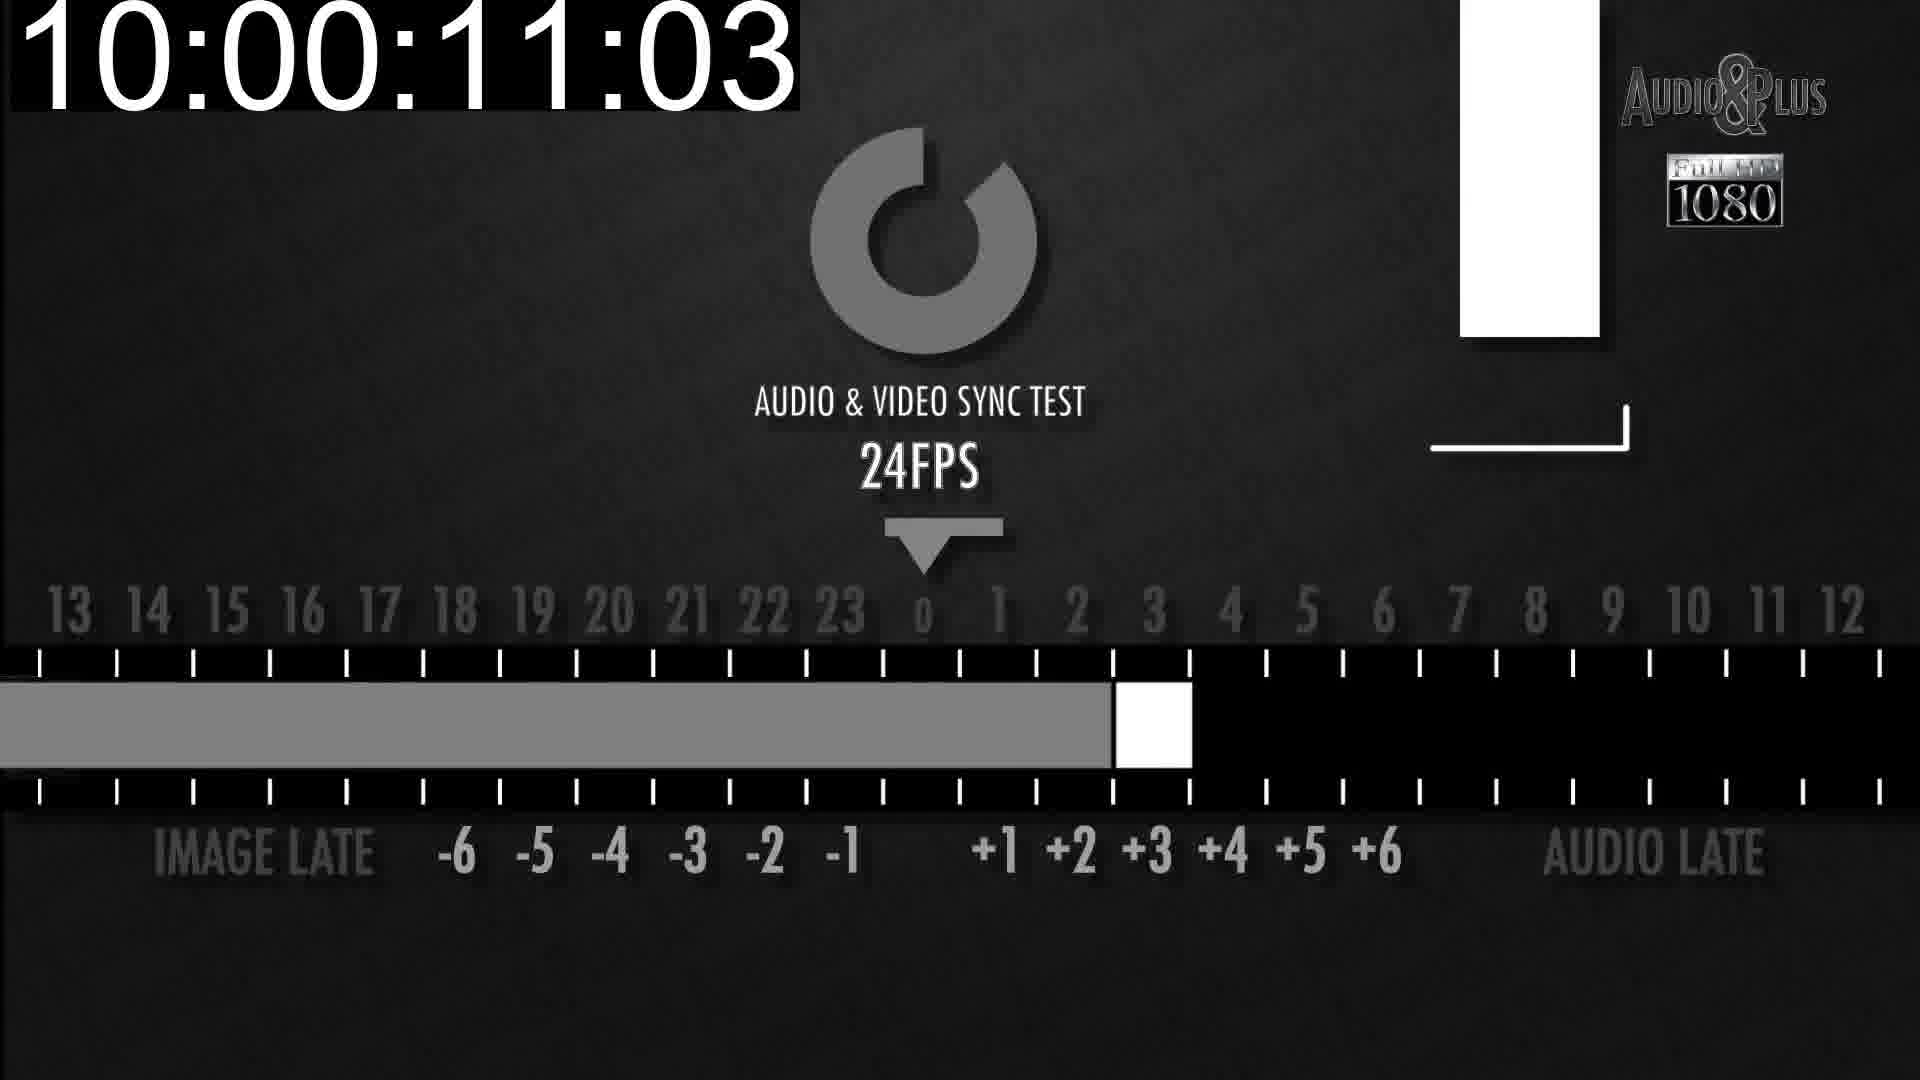 10:00:11:03
AUDIO&PLUS
Full HD
1080
AUDIO & VIDEO SYNC TEST
24FPS
13 14 15 16 17 18 19 20 21 22 23 0 1 2 3 4 5 6 7 8 9 10 11 12
IMAGE LATE -6 -5 -4 -3 -2 -1 +1 +2 +3 +4 +5 +6 AUDIO LATE